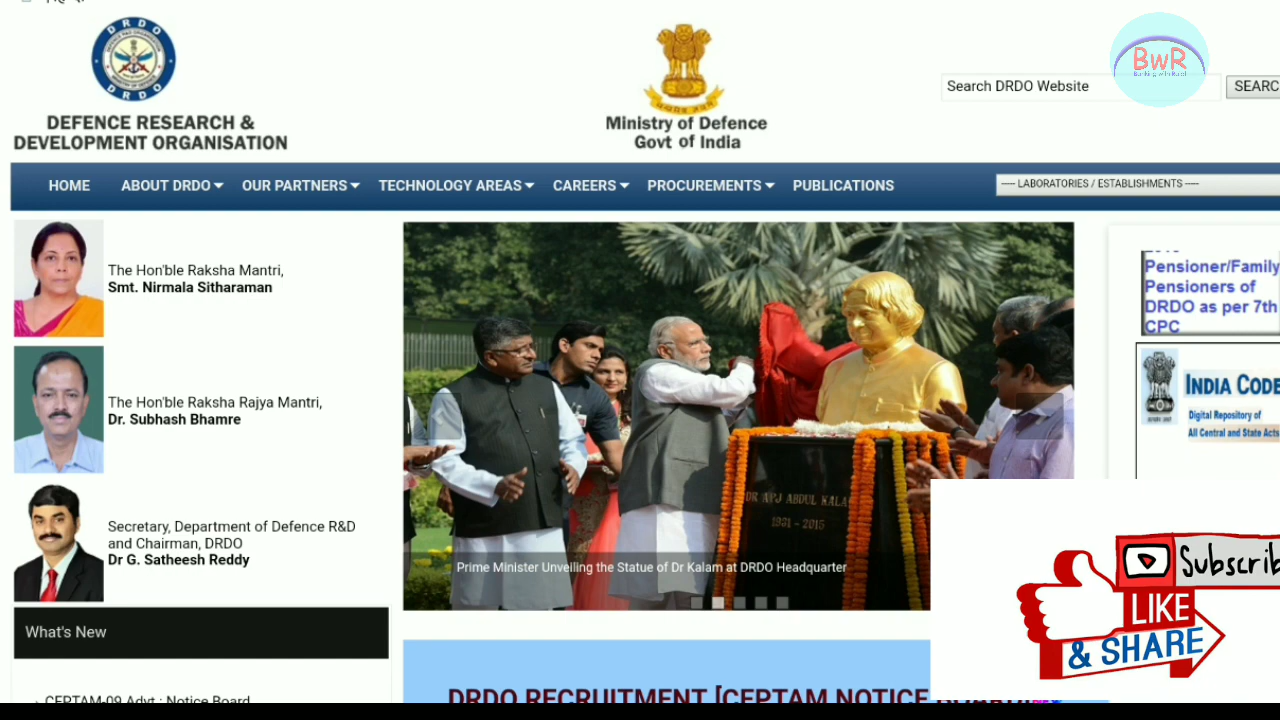 DRDO
DRDO
DEFENCE RESEARCH &
DEVELOPMENT ORGANISATION
Ministry of Defence
Govt of India
Search DRDO Website
SEARC
BwR
HOME
ABOUT DRDO
OUR PARTNERS
TECHNOLOGY AREAS
CAREERS
PROCUREMENTS
PUBLICATIONS
---- LABORATORIES / ESTABLISHMENTS ----
The Hon'ble Raksha Mantri,
Smt. Nirmala Sitharaman
The Hon'ble Raksha Rajya Mantri,
Dr. Subhash Bhamre
Secretary, Department of Defence R&D
and Chairman, DRDO
Dr G. Satheesh Reddy
What's New
CEPTAM-09 Advt : Notice Board
DR APJ ABDUL KALA
1931 - 2015
Prime Minister Unveiling the Statue of Dr Kalam at DRDO Headquarter
DRDO RECRUITMENT [CEPTAM NOTICE BOARD]
Pensioner/Family
Pensioners of
DRDO as per 7th
CPC
INDIA CODE
Digital Repository of
All Central and State Acts
Subscrib
LIKE
& SHARE